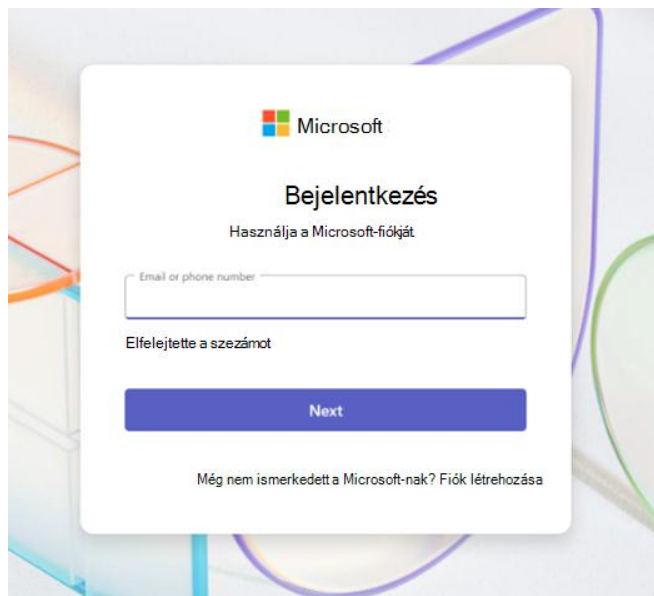 Microsoft
Bejelentkezés
Használja a Microsoft-fiókját
Email or phone number
Elfelejtette a szezámot
Next
Még nem ismerkedett a Microsoft-nak? Fiók létrehozása